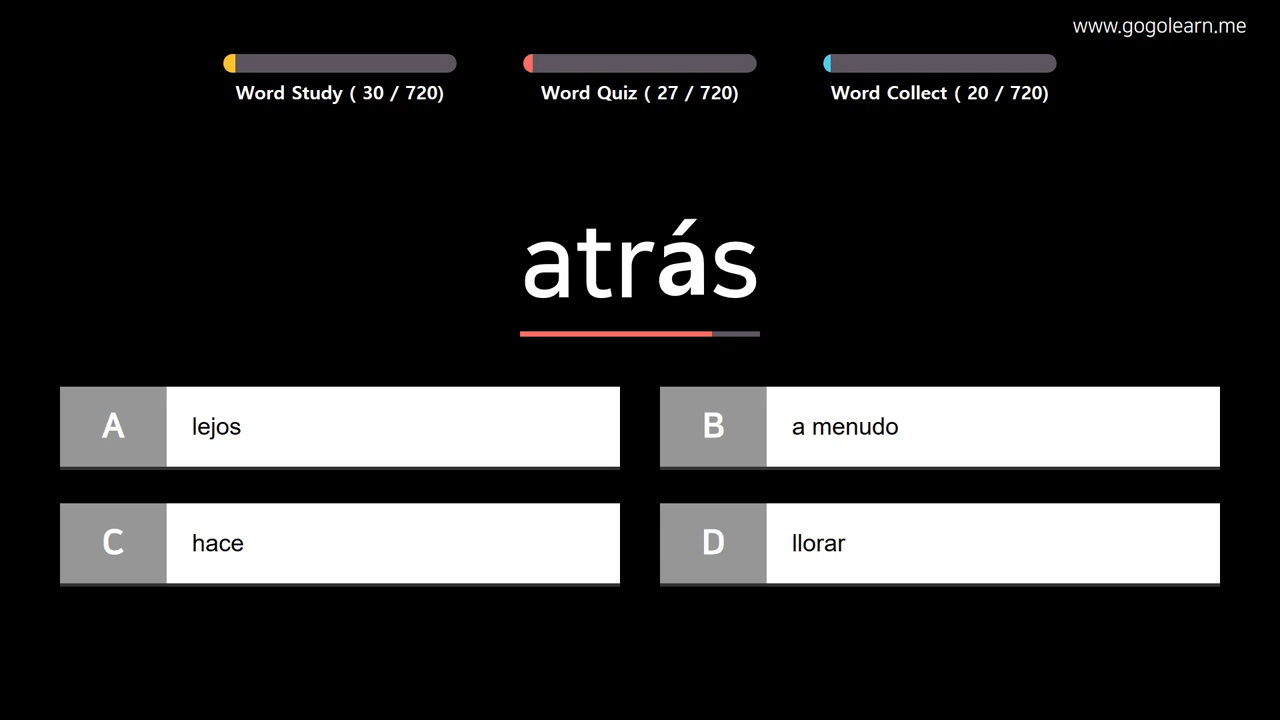 www.gogolearn.me
Word Study ( 30 / 720)
Word Quiz ( 27 / 720)
Word Collect ( 20 / 720)
atrás
A lejos
B a menudo
C hace
D llorar